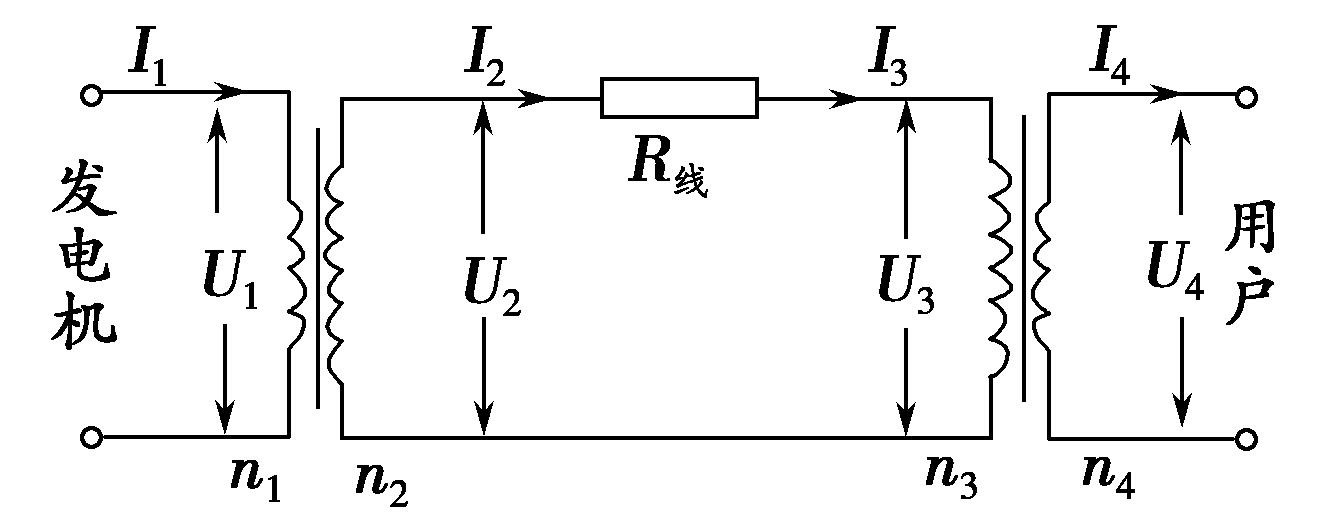 I₁ I₂ I₃ I₄
R线
发电机 U₁ U₂ U₃ U₄ 用户
n₁ n₂ n₃ n₄